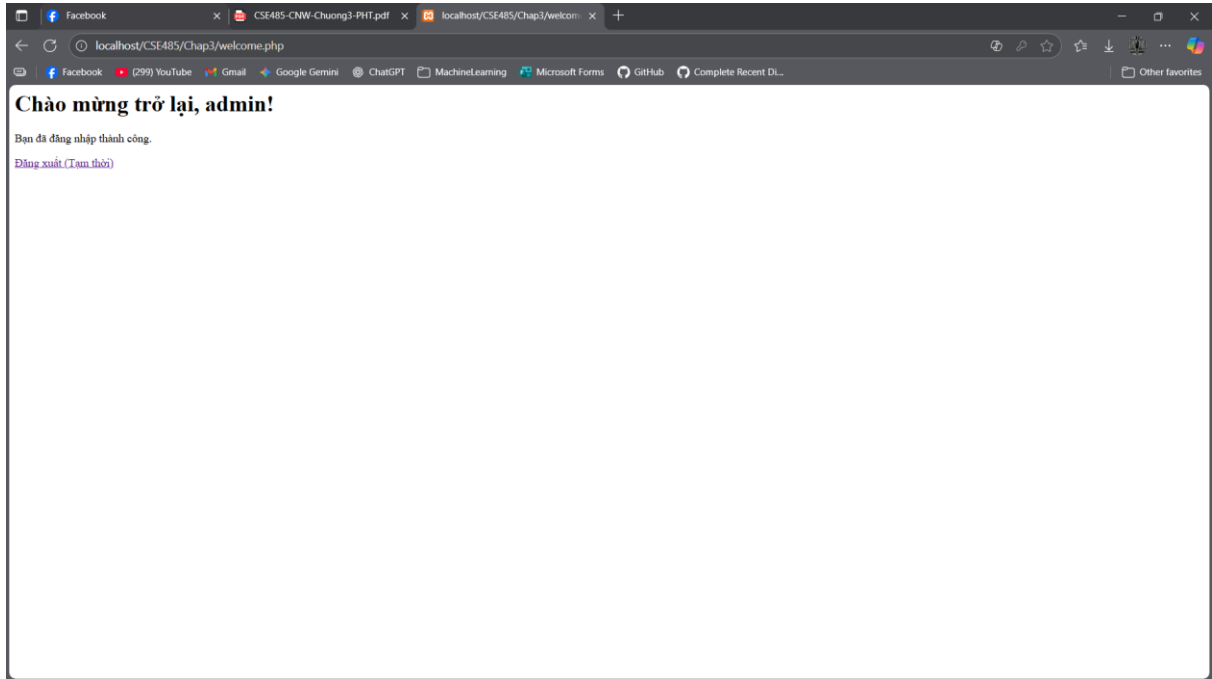 Facebook
CSE485-CNW-Chuong3-PHT.pdf
localhost/CSE485/Chap3/welcom
localhost/CSE485/Chap3/welcome.php
Facebook
(299) YouTube
Gmail
Google Gemini
ChatGPT
MachineLearning
Microsoft Forms
GitHub
Complete Recent Di...
Other favorites
Chào mừng trở lại, admin!
Bạn đã đăng nhập thành công.
Đăng xuất (Tạm thời)